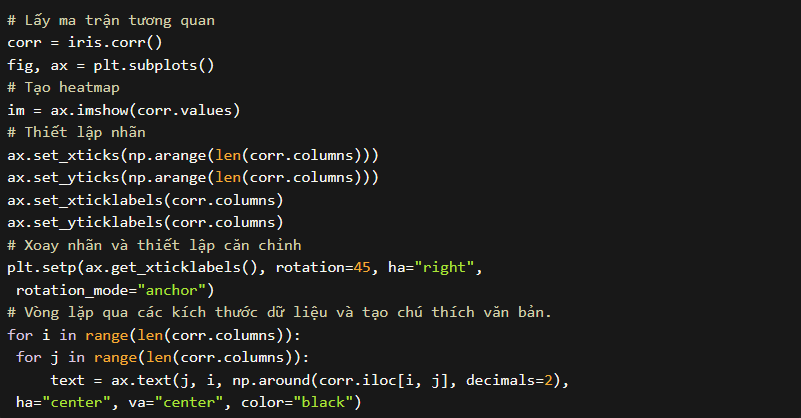 # Lấy ma trận tương quan
corr = iris.corr()
fig, ax = plt.subplots()
# Tạo heatmap
im = ax.imshow(corr.values)
# Thiết lập nhãn
ax.set_xticks(np.arange(len(corr.columns)))
ax.set_yticks(np.arange(len(corr.columns)))
ax.set_xticklabels(corr.columns)
ax.set_yticklabels(corr.columns)
# Xoay nhãn và thiết lập căn chỉnh
plt.setp(ax.get_xticklabels(), rotation=45, ha="right",
 rotation_mode="anchor")
# Vòng lặp qua các kích thước dữ liệu và tạo chú thích văn bản.
for i in range(len(corr.columns)):
 for j in range(len(corr.columns)):
     text = ax.text(j, i, np.around(corr.iloc[i, j], decimals=2),
 ha="center", va="center", color="black")